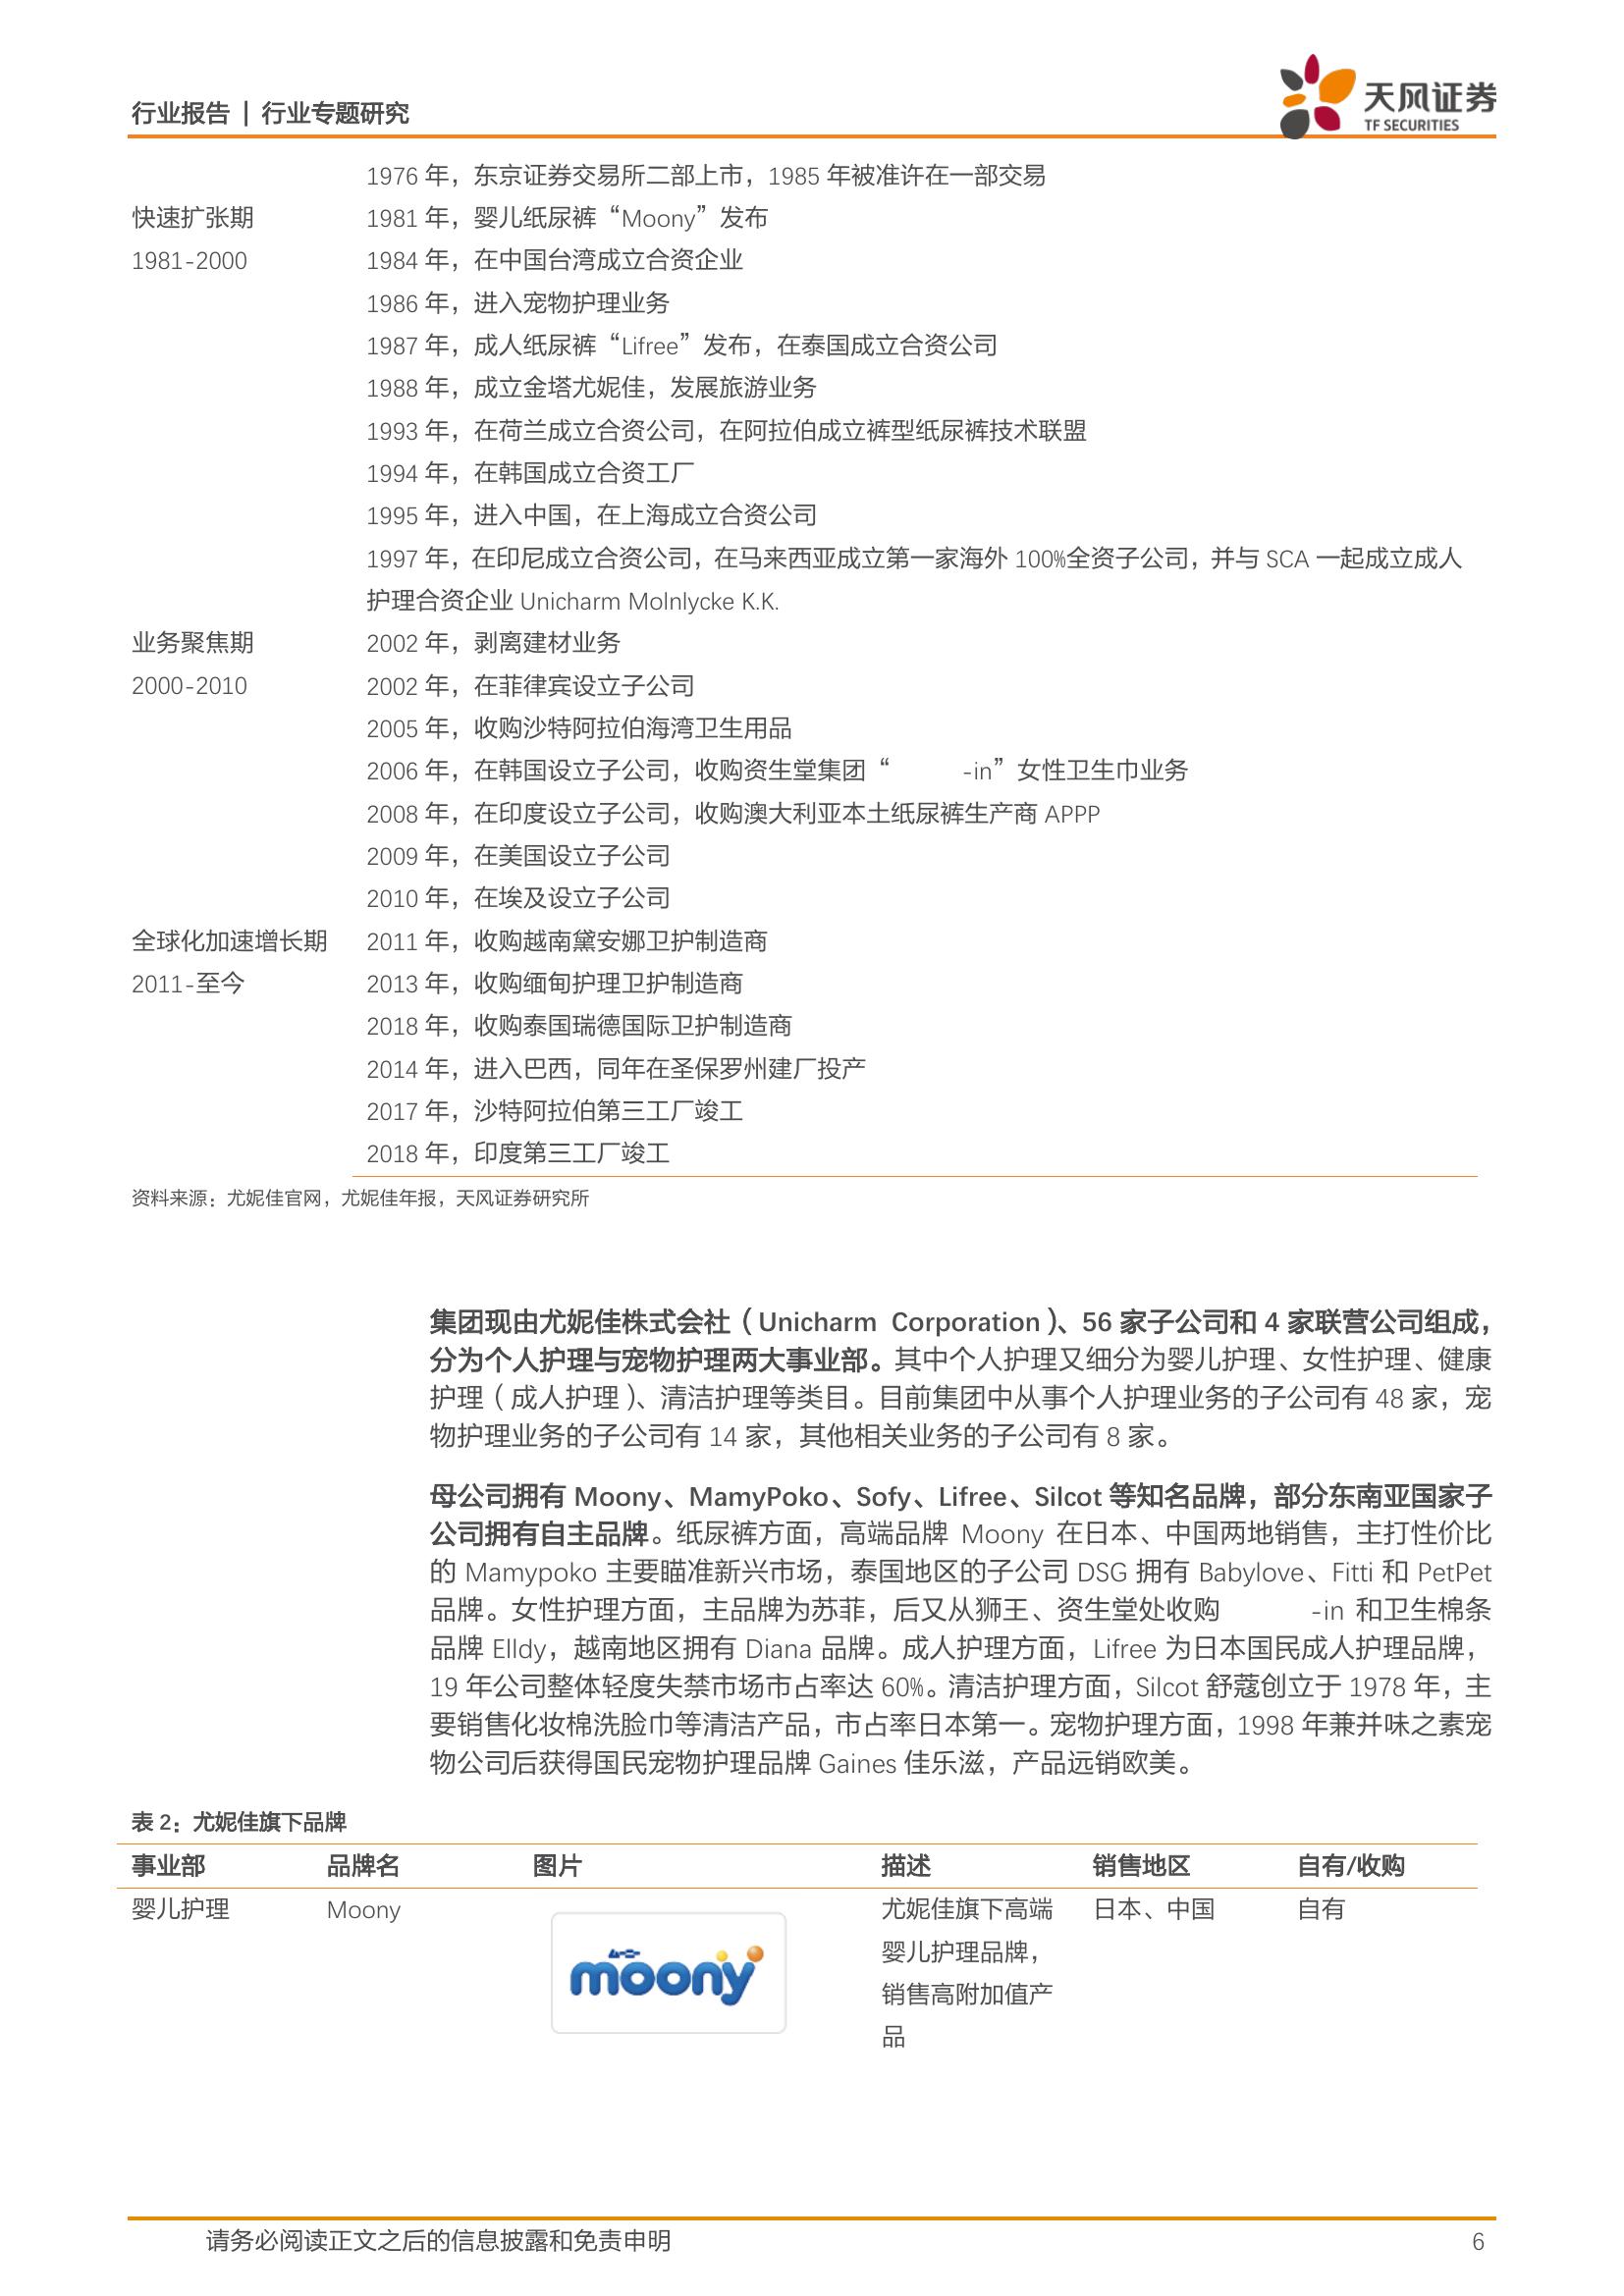 行业报告 | 行业专题研究
天风证券
TF SECURITIES
1976 年，东京证券交易所二部上市，1985 年被准许在一部交易
快速扩张期 1981 年，婴儿纸尿裤“Moony”发布
1981-2000 1984 年，在中国台湾成立合资企业
1986 年，进入宠物护理业务
1987 年，成人纸尿裤“Lifree”发布，在泰国成立合资公司
1988 年，成立金塔尤妮佳，发展旅游业务
1993 年，在荷兰成立合资公司，在阿拉伯成立裤型纸尿裤技术联盟
1994 年，在韩国成立合资工厂
1995 年，进入中国，在上海成立合资公司
1997 年，在印尼成立合资公司，在马来西亚成立第一家海外 100%全资子公司，并与 SCA 一起成立成人
护理合资企业 Unicharm Molnlycke K.K.
业务聚焦期 2002 年，剥离建材业务
2000-2010 2002 年，在菲律宾设立子公司
2005 年，收购沙特阿拉伯海湾卫生用品
2006 年，在韩国设立子公司，收购资生堂集团“ -in”女性卫生巾业务
2008 年，在印度设立子公司，收购澳大利亚本土纸尿裤生产商 APPP
2009 年，在美国设立子公司
2010 年，在埃及设立子公司
全球化加速增长期 2011 年，收购越南黛安娜卫护制造商
2011-至今 2013 年，收购缅甸护理卫护制造商
2018 年，收购泰国瑞德国际卫护制造商
2014 年，进入巴西，同年在圣保罗州建厂投产
2017 年，沙特阿拉伯第三工厂竣工
2018 年，印度第三工厂竣工
资料来源：尤妮佳官网，尤妮佳年报，天风证券研究所
集团现由尤妮佳株式会社（Unicharm Corporation）、56 家子公司和 4 家联营公司组成，
分为个人护理与宠物护理两大事业部。其中个人护理又细分为婴儿护理、女性护理、健康
护理（成人护理）、清洁护理等类目。目前集团中从事个人护理业务的子公司有 48 家，宠
物护理业务的子公司有 14 家，其他相关业务的子公司有 8 家。
母公司拥有 Moony、MamyPoko、Sofy、Lifree、Silcot 等知名品牌，部分东南亚国家子
公司拥有自主品牌。纸尿裤方面，高端品牌 Moony 在日本、中国两地销售，主打性价比
的 Mamypoko 主要瞄准新兴市场，泰国地区的子公司 DSG 拥有 Babylove、Fitti 和 PetPet
品牌。女性护理方面，主品牌为苏菲，后又从狮王、资生堂处收购 -in 和卫生棉条
品牌 Elldy，越南地区拥有 Diana 品牌。成人护理方面，Lifree 为日本国民成人护理品牌，
19 年公司整体轻度失禁市场市占率达 60%。清洁护理方面，Silcot 舒蔻创立于 1978 年，主
要销售化妆棉洗脸巾等清洁产品，市占率日本第一。宠物护理方面，1998 年兼并味之素宠
物公司后获得国民宠物护理品牌 Gaines 佳乐滋，产品远销欧美。
表 2：尤妮佳旗下品牌
事业部 品牌名 图片 描述 销售地区 自有/收购
婴儿护理 Moony 尤妮佳旗下高端 日本、中国 自有
婴儿护理品牌，
ムーニー
moony
销售高附加值产
品
请务必阅读正文之后的信息披露和免责申明 6